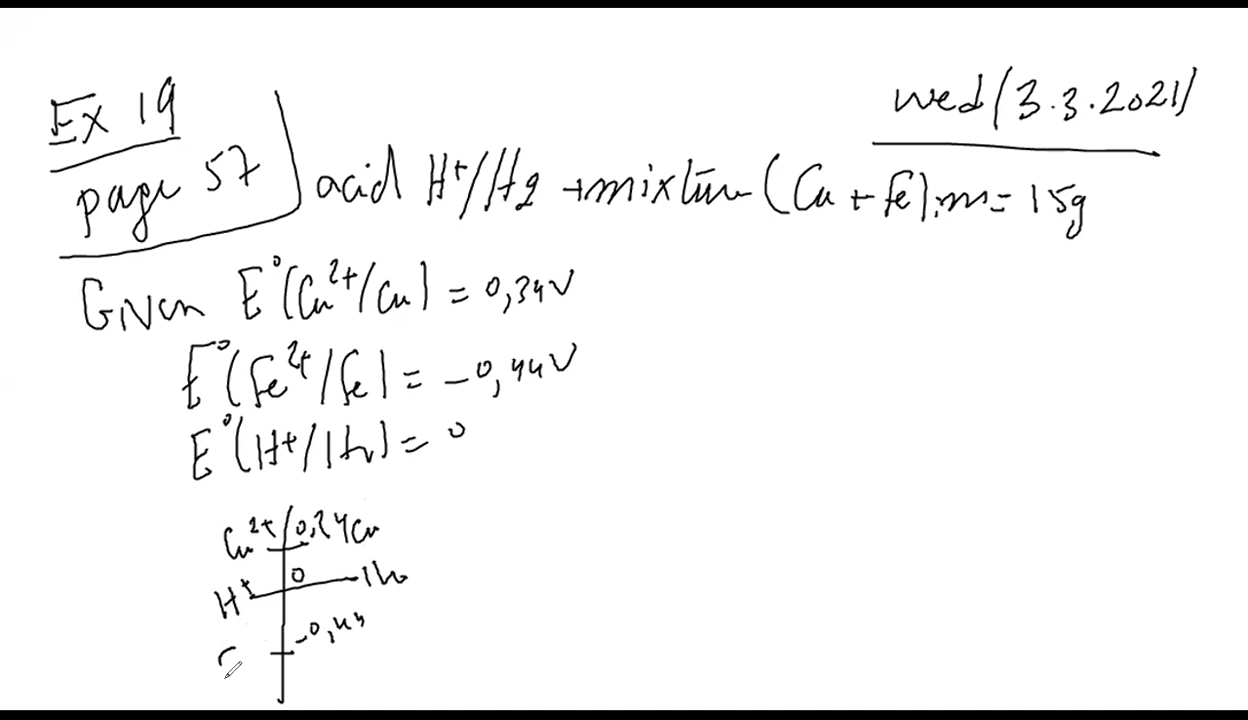 Ex 19
wed/3.3.2021/
page 57
acid H⁺/H2 + mixture (Cu + Fe), m = 15g
Given E°(Cu²⁺/Cu) = 0,34V
E°(Fe²⁺/Fe) = -0,44V
E°(H⁺/H2) = 0
Cu²⁺ 0,34 Cu
H⁺ 0 H2
-0,44